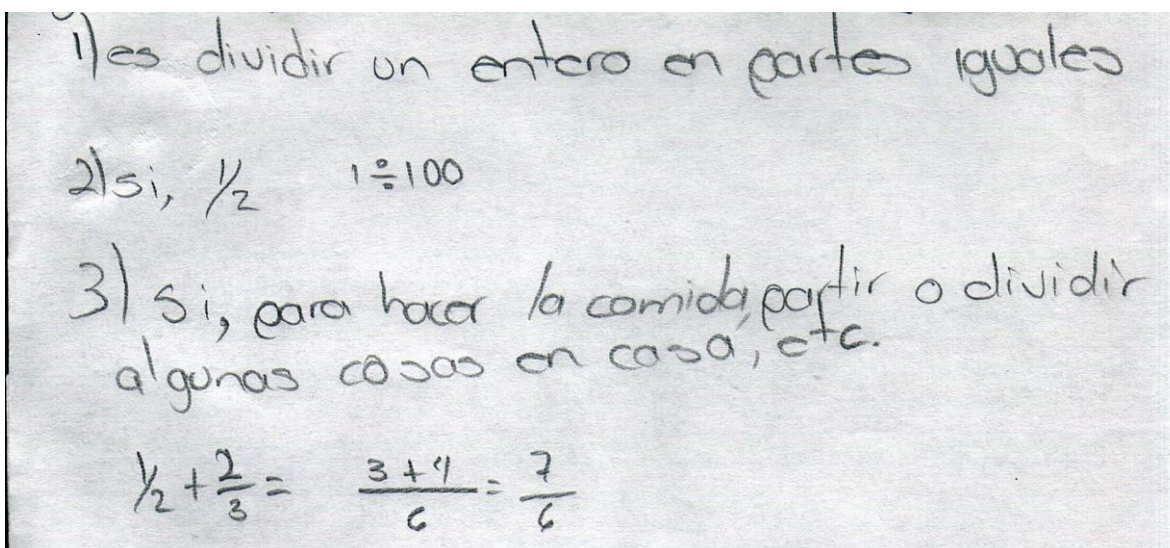 1) es dividir un entero en partes iguales
2) si, 1/2 1÷100
3) si, para hacer la comida, partir o dividir
algunas cosas en casa, etc.
1/2 + 2/3 = 3+4/6 = 7/6